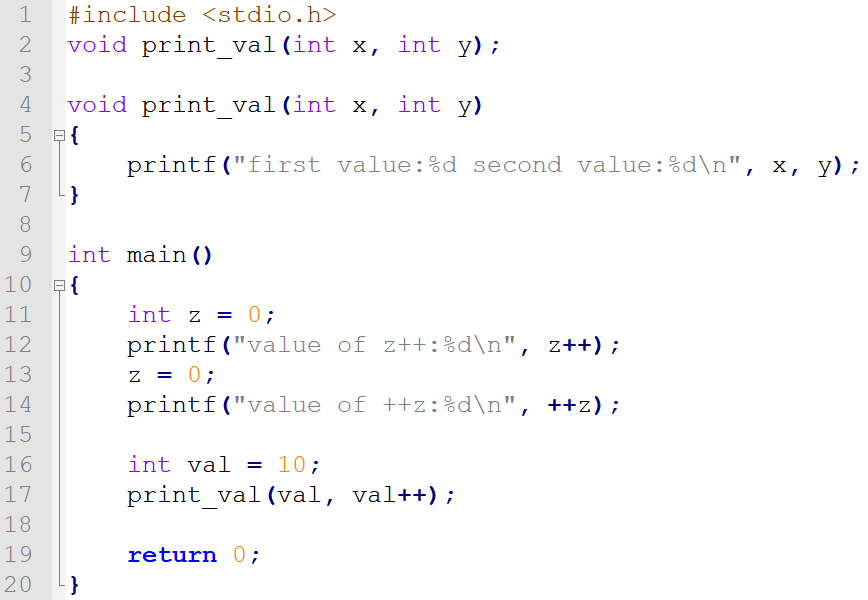 1 #include <stdio.h>
2 void print_val(int x, int y);
3
4 void print_val(int x, int y)
5 {
6     printf("first value:%d second value:%d\n", x, y);
7 }
8
9 int main()
10 {
11     int z = 0;
12     printf("value of z++:%d\n", z++);
13     z = 0;
14     printf("value of ++z:%d\n", ++z);
15
16     int val = 10;
17     print_val(val, val++);
18
19     return 0;
20 }